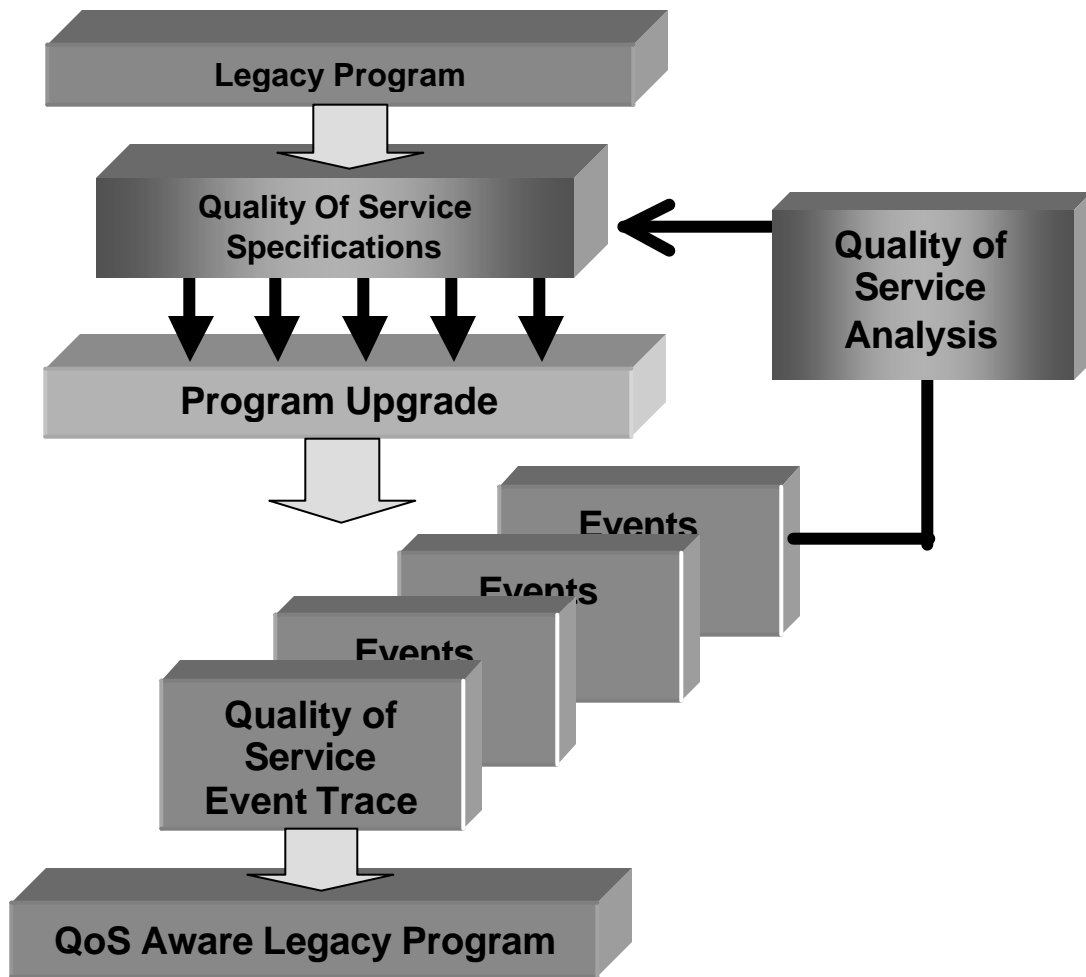 Legacy Program
Quality Of Service
Specifications
Quality of
Service
Analysis
Program Upgrade
Events
Events
Events
Quality of
Service
Event Trace
QoS Aware Legacy Program